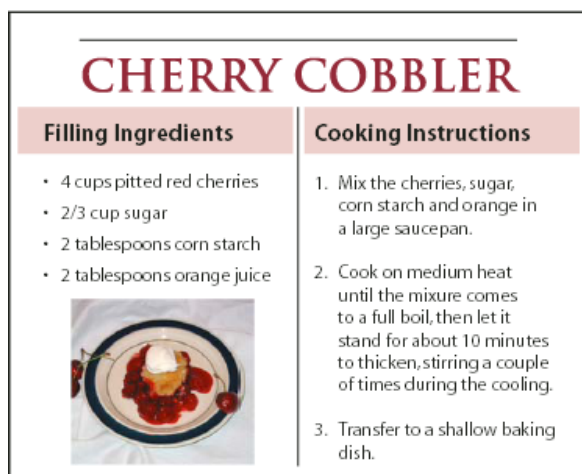 CHERRY COBBLER
Filling Ingredients
• 4 cups pitted red cherries
• 2/3 cup sugar
• 2 tablespoons corn starch
• 2 tablespoons orange juice
Cooking Instructions
1. Mix the cherries, sugar,
corn starch and orange in
a large saucepan.
2. Cook on medium heat
until the mixure comes
to a full boil, then let it
stand for about 10 minutes
to thicken, stirring a couple
of times during the cooling.
3. Transfer to a shallow baking
dish.